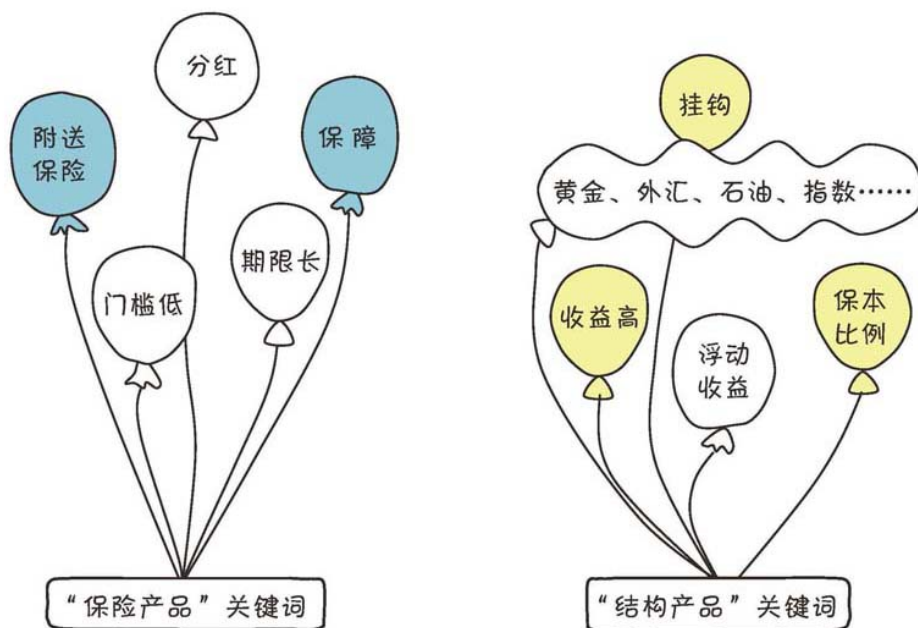 分红
附送
保险
保障
门槛低
期限长
“保险产品”关键词
挂钩
黄金、外汇、石油、指数……
收益高
浮动
收益
保本
比例
“结构产品”关键词